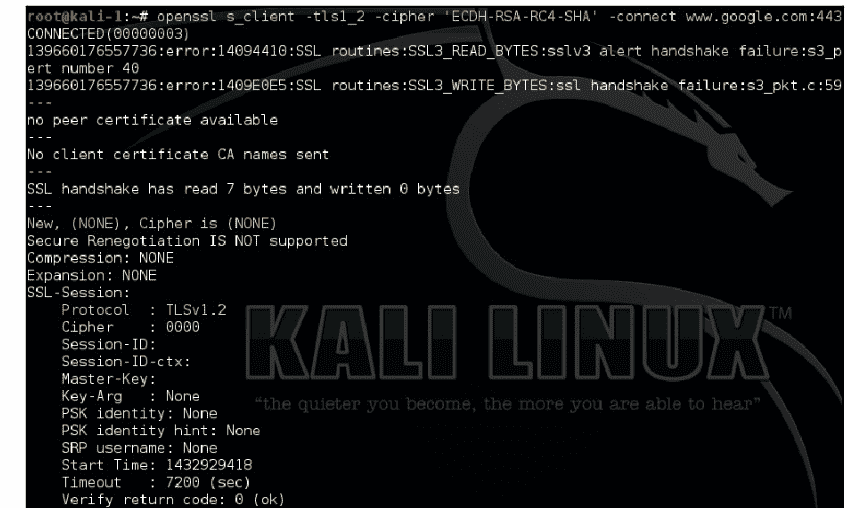 root@kali-1:~# openssl s_client -tls1_2 -cipher 'ECDH-RSA-RC4-SHA' -connect www.google.com:443
CONNECTED(00000003)
139660176557736:error:14094410:SSL routines:SSL3_READ_BYTES:sslv3 alert handshake failure:s3_p
ert number 40
139660176557736:error:1409E0E5:SSL routines:SSL3_WRITE_BYTES:ssl handshake failure:s3_pkt.c:59
---
no peer certificate available
---
No client certificate CA names sent
---
SSL handshake has read 7 bytes and written 0 bytes
---
New, (NONE), Cipher is (NONE)
Secure Renegotiation IS NOT supported
Compression: NONE
Expansion: NONE
SSL-Session:
    Protocol  : TLSv1.2
    Cipher    : 0000
    Session-ID:
    Session-ID-ctx:
    Master-Key:
    Key-Arg   : None
    PSK identity: None
    PSK identity hint: None
    SRP username: None
    Start Time: 1432929418
    Timeout   : 7200 (sec)
    Verify return code: 0 (ok)
KALI LINUX™
"the quieter you become, the more you are able to hear"